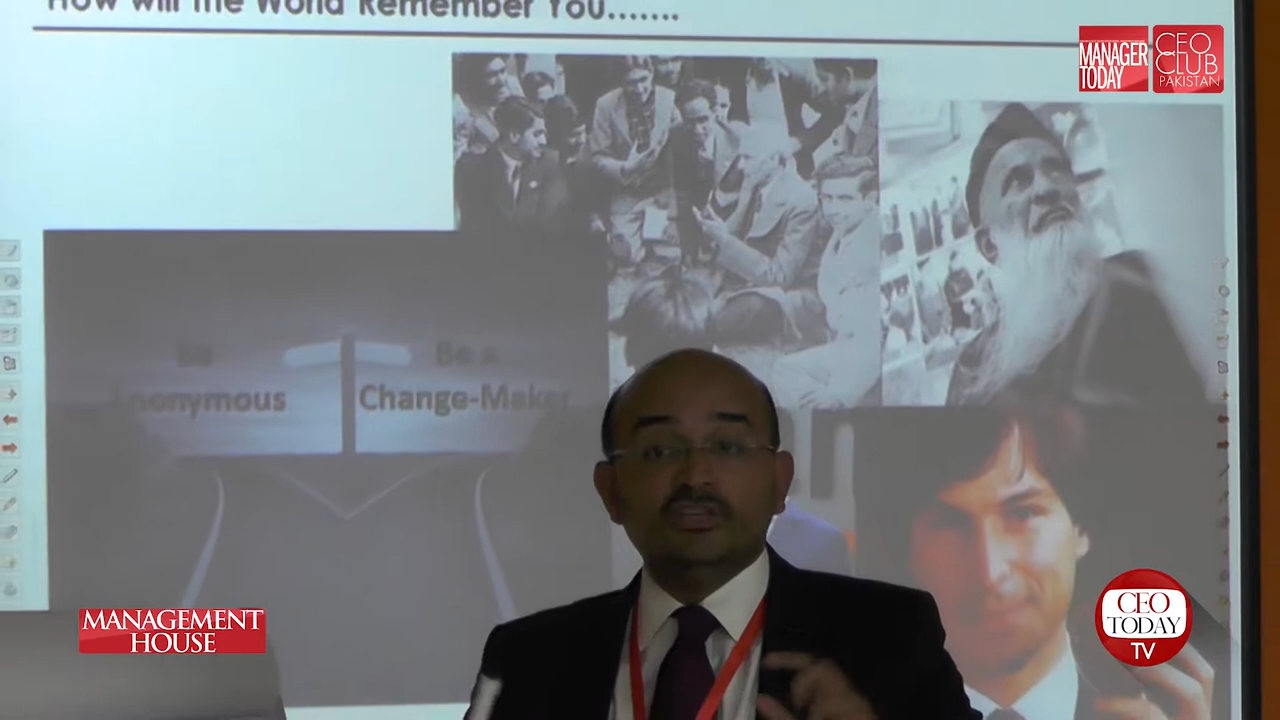 How will the World Remember You.......
MANAGER
TODAY
CEO
CLUB
PAKISTAN
Be
Anonymous
Be a
Change-Maker
MANAGEMENT
HOUSE
CEO
TODAY
TV